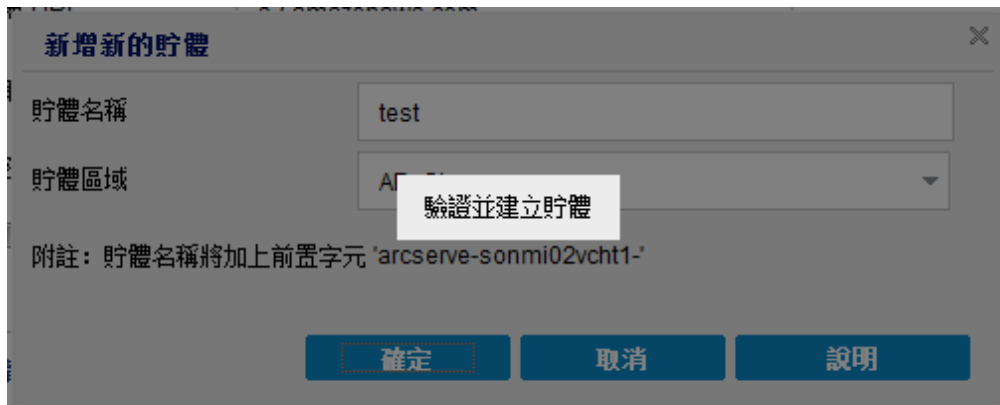 新增新的貯體
貯體名稱
test
貯體區域
驗證並建立貯體
附註：貯體名稱將加上前置字元 'arcserve-sonmi02vcht1-'
確定
取消
說明